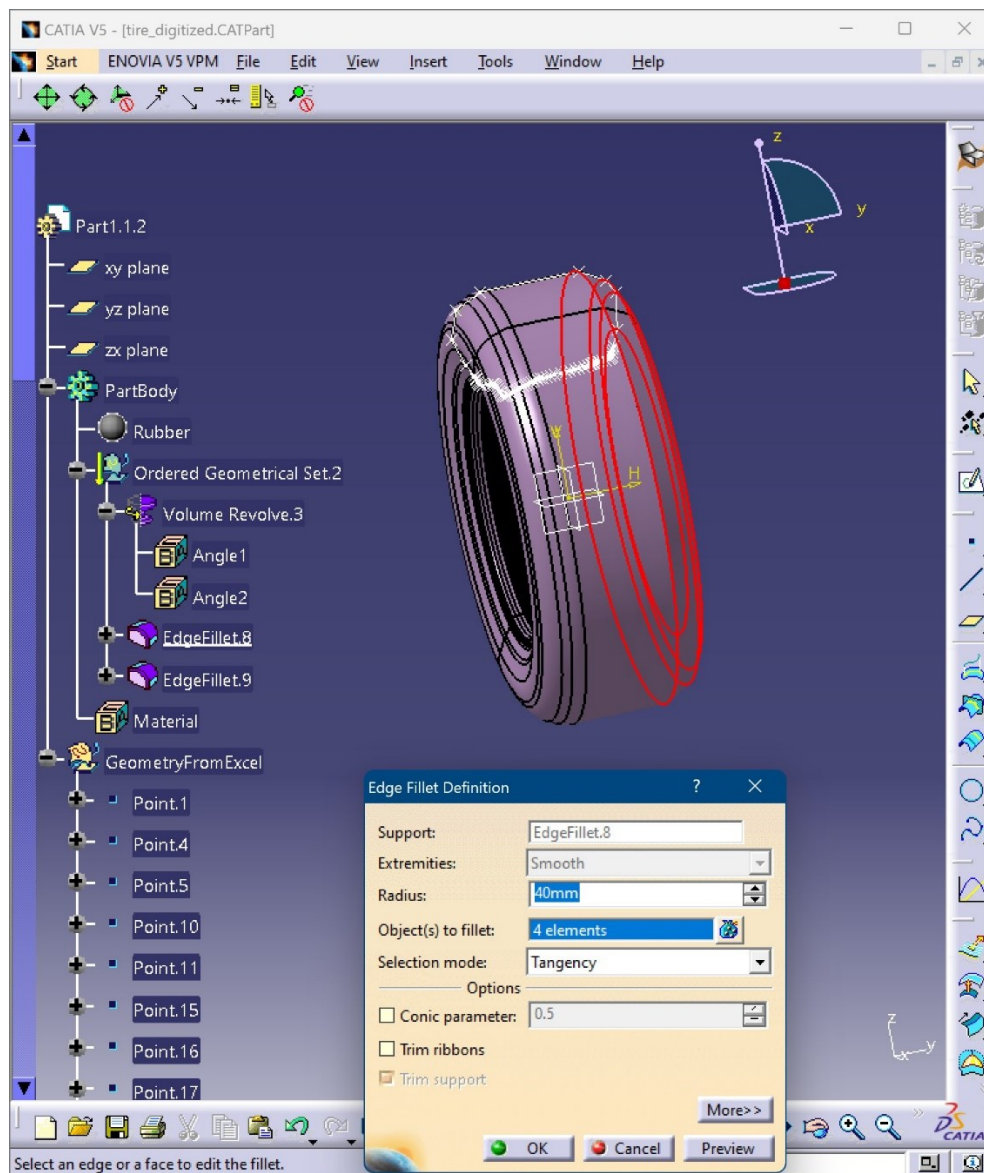 CATIA V5 - [tire_digitized.CATPart]
Start ENOVIA V5 VPM File Edit View Insert Tools Window Help
z
y
x
Part1.1.2
xy plane
yz plane
zx plane
PartBody
Rubber
Ordered Geometrical Set.2
V
H
Volume Revolve.3
Angle1
Angle2
EdgeFillet.8
EdgeFillet.9
Material
GeometryFromExcel
Point.1
Point.4
Point.5
Point.10
Point.11
Point.15
Point.16
Point.17
Edge Fillet Definition ?
Support: EdgeFillet.8
Extremities: Smooth
Radius: 40mm
Object(s) to fillet: 4 elements
Selection mode: Tangency
Options
Conic parameter: 0.5
Trim ribbons
Trim support
More>>
OK Cancel Preview
z
x y
CATIA
Select an edge or a face to edit the fillet.